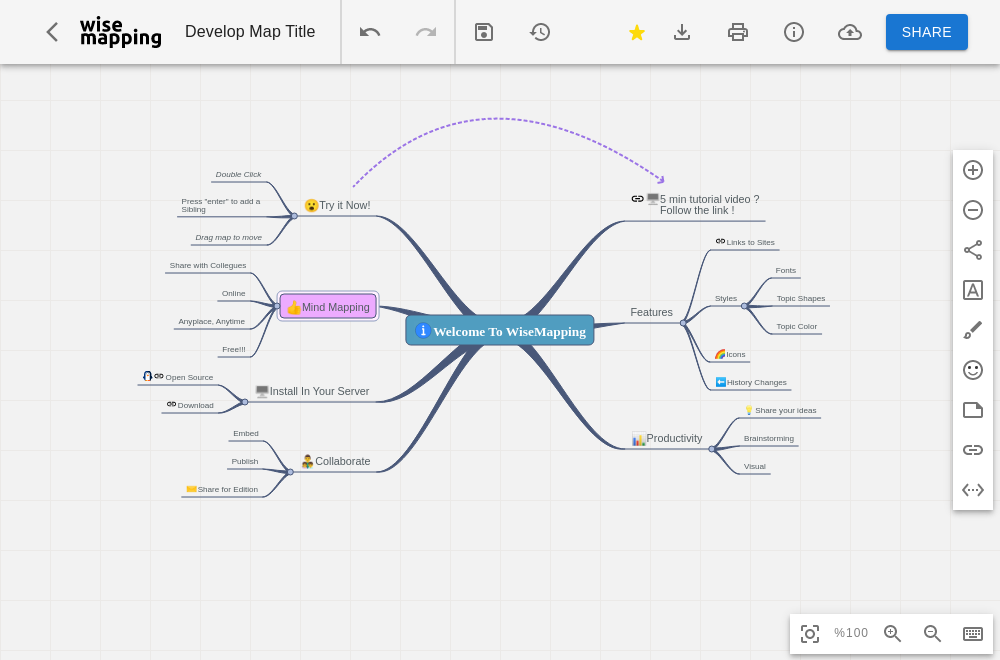 wise
mapping
Develop Map Title
SHARE
Double Click
Press "enter" to add a
Sibling
Drag map to move
Try it Now!
Share with Collegues
Online
Anyplace, Anytime
Free!!!
Mind Mapping
Open Source
Download
Install In Your Server
Embed
Publish
Share for Edition
Collaborate
Welcome To WiseMapping
5 min tutorial video ?
Follow the link !
Links to Sites
Fonts
Styles
Topic Shapes
Topic Color
Features
Icons
History Changes
Share your ideas
Productivity
Brainstorming
Visual
%100